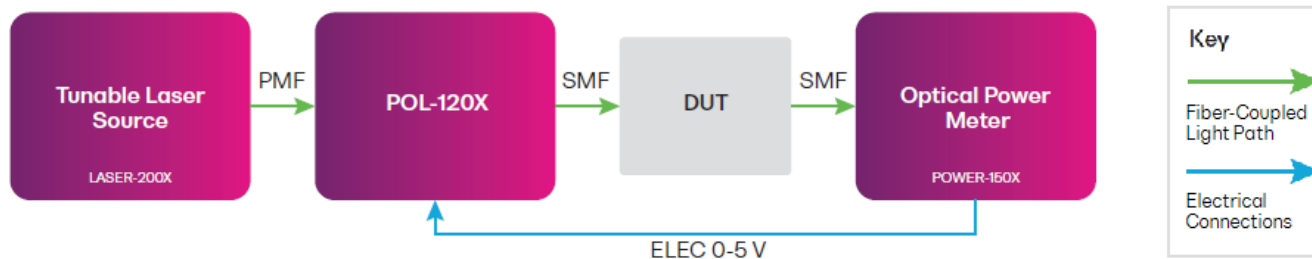 Tunable Laser
Source
LASER-200X
PMF
POL-120X
SMF
DUT
SMF
Optical Power
Meter
POWER-150X
ELEC 0-5 V
Key
Fiber-Coupled
Light Path
Electrical
Connections